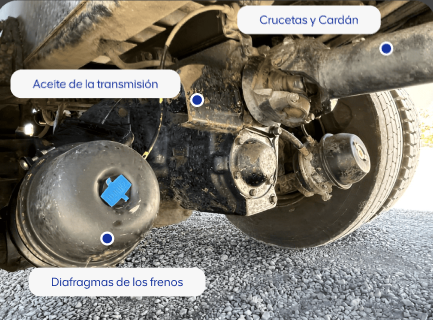 Crucetas y Cardán
Aceite de la transmisión
Diafragmas de los frenos